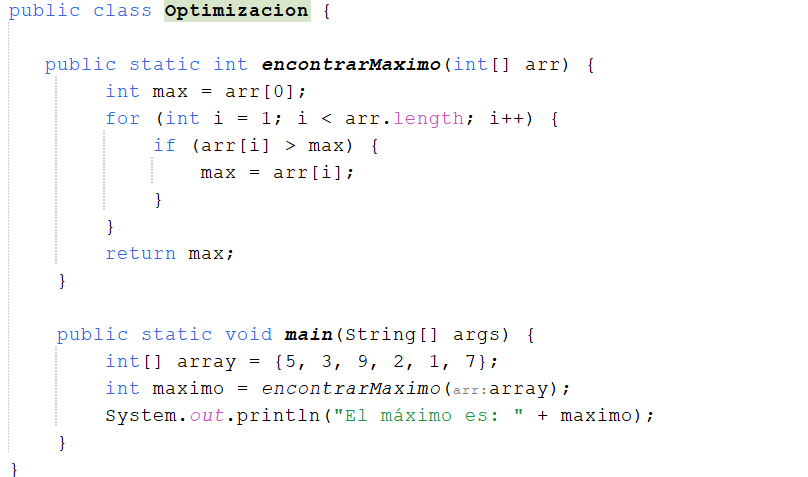 public class Optimizacion {
public static int encontrarMaximo(int[] arr) {
int max = arr[0];
for (int i = 1; i < arr.length; i++) {
if (arr[i] > max) {
max = arr[i];
}
}
return max;
}
public static void main(String[] args) {
int[] array = {5, 3, 9, 2, 1, 7};
int maximo = encontrarMaximo(arr:array);
System.out.println("El máximo es: " + maximo);
}
}